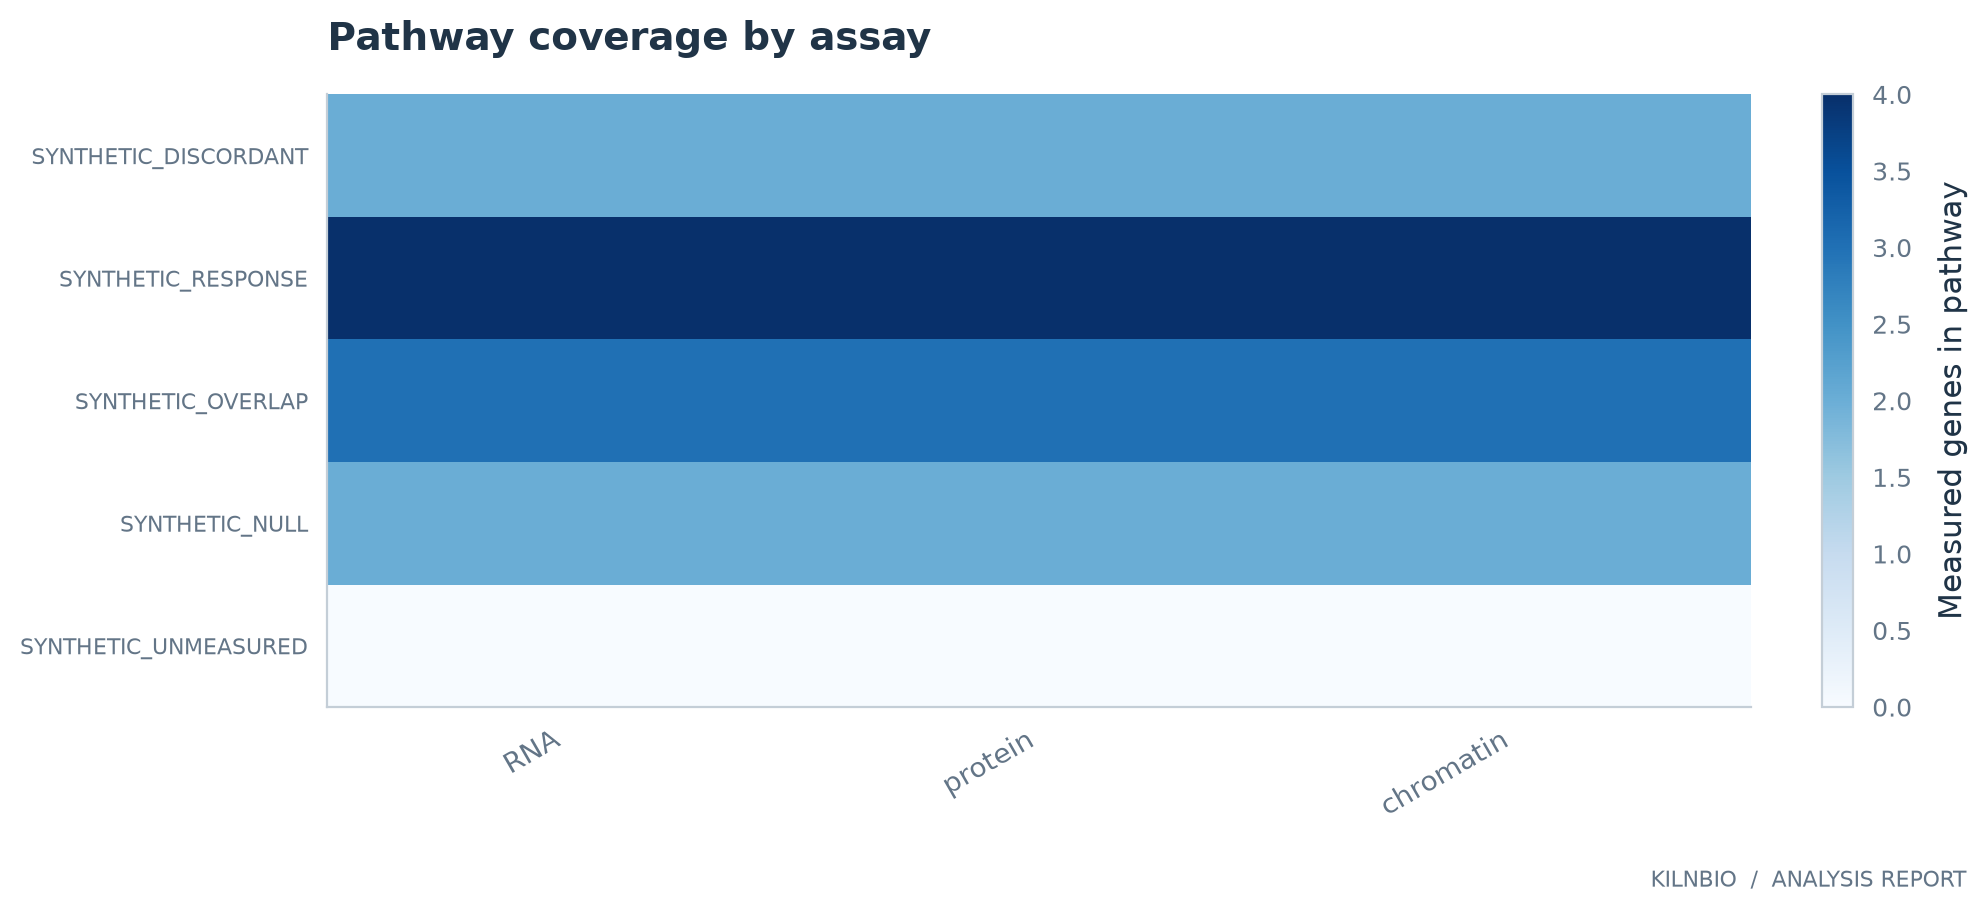 Pathway coverage by assay
SYNTHETIC_DISCORDANT
SYNTHETIC_RESPONSE
SYNTHETIC_OVERLAP
SYNTHETIC_NULL
SYNTHETIC_UNMEASURED
RNA
protein
chromatin
4.0
3.5
3.0
2.5
2.0
1.5
1.0
0.5
0.0
Measured genes in pathway
KILNBIO / ANALYSIS REPORT